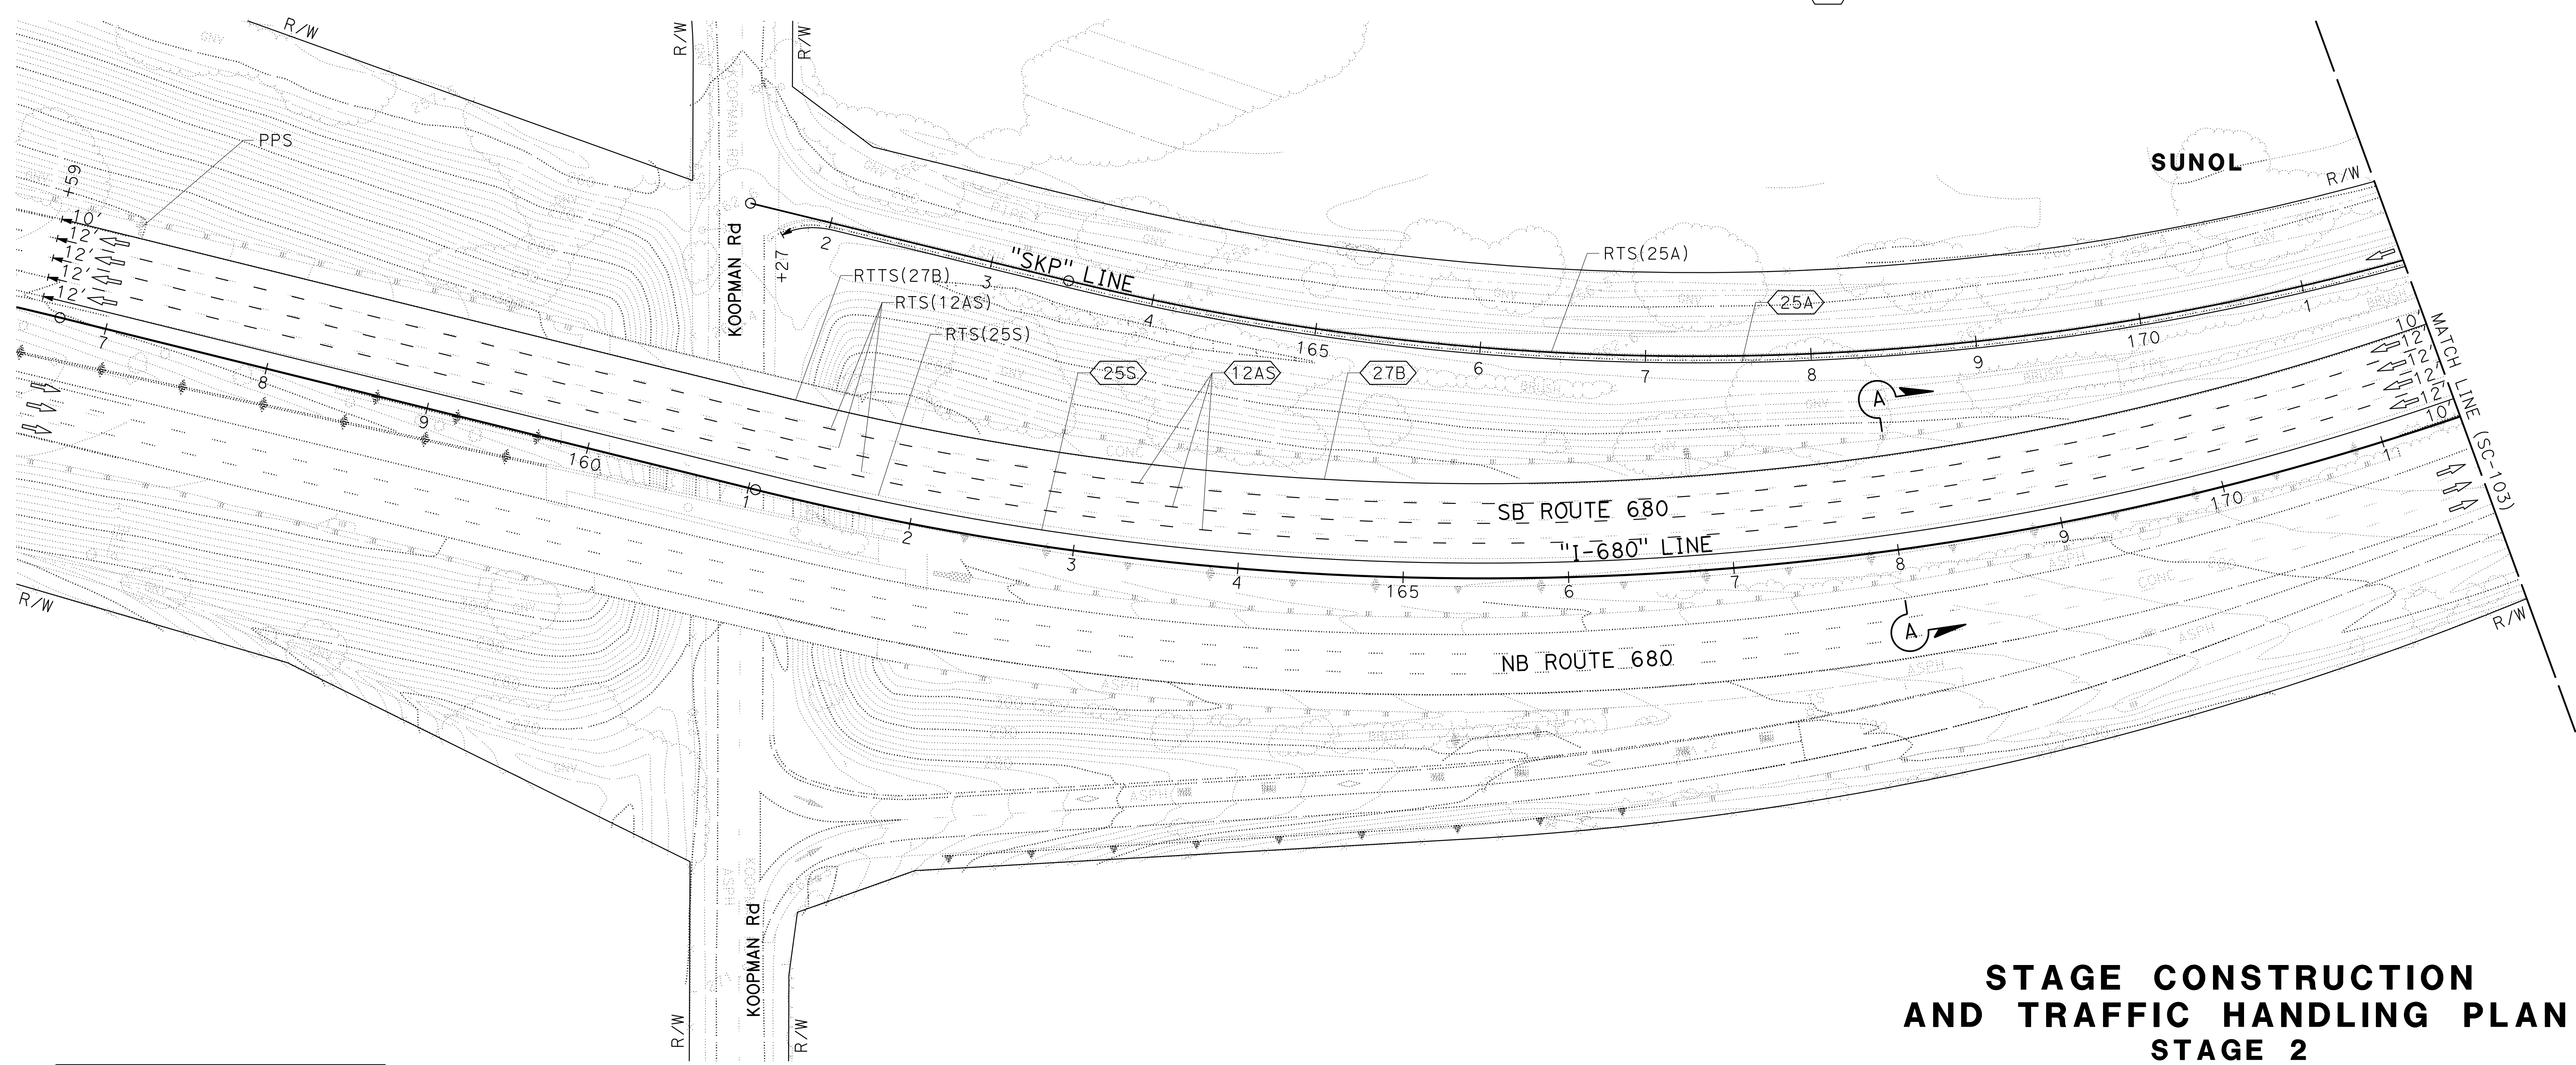 R/W
R/W
R/W
PPS
+59
10'
12'
12'
12'
12'
KOOPMAN Rd
+27
"SKP" LINE
2
3
4
165
6
7
8
9
170
1
RTTS(27B)
RTS(12AS)
RTS(25S)
RTS(25A)
25A
25S
12AS
27B
SUNOL
R/W
A
10'
12'
12'
12'
12'
10'
MATCH LINE (SC-103)
7
8
9
160
1
2
3
4
165
6
7
8
9
170
1
SB ROUTE 680
"I-680" LINE
NB ROUTE 680
A
R/W
R/W
KOOPMAN Rd
R/W
R/W
STAGE CONSTRUCTION
AND TRAFFIC HANDLING PLAN
STAGE 2